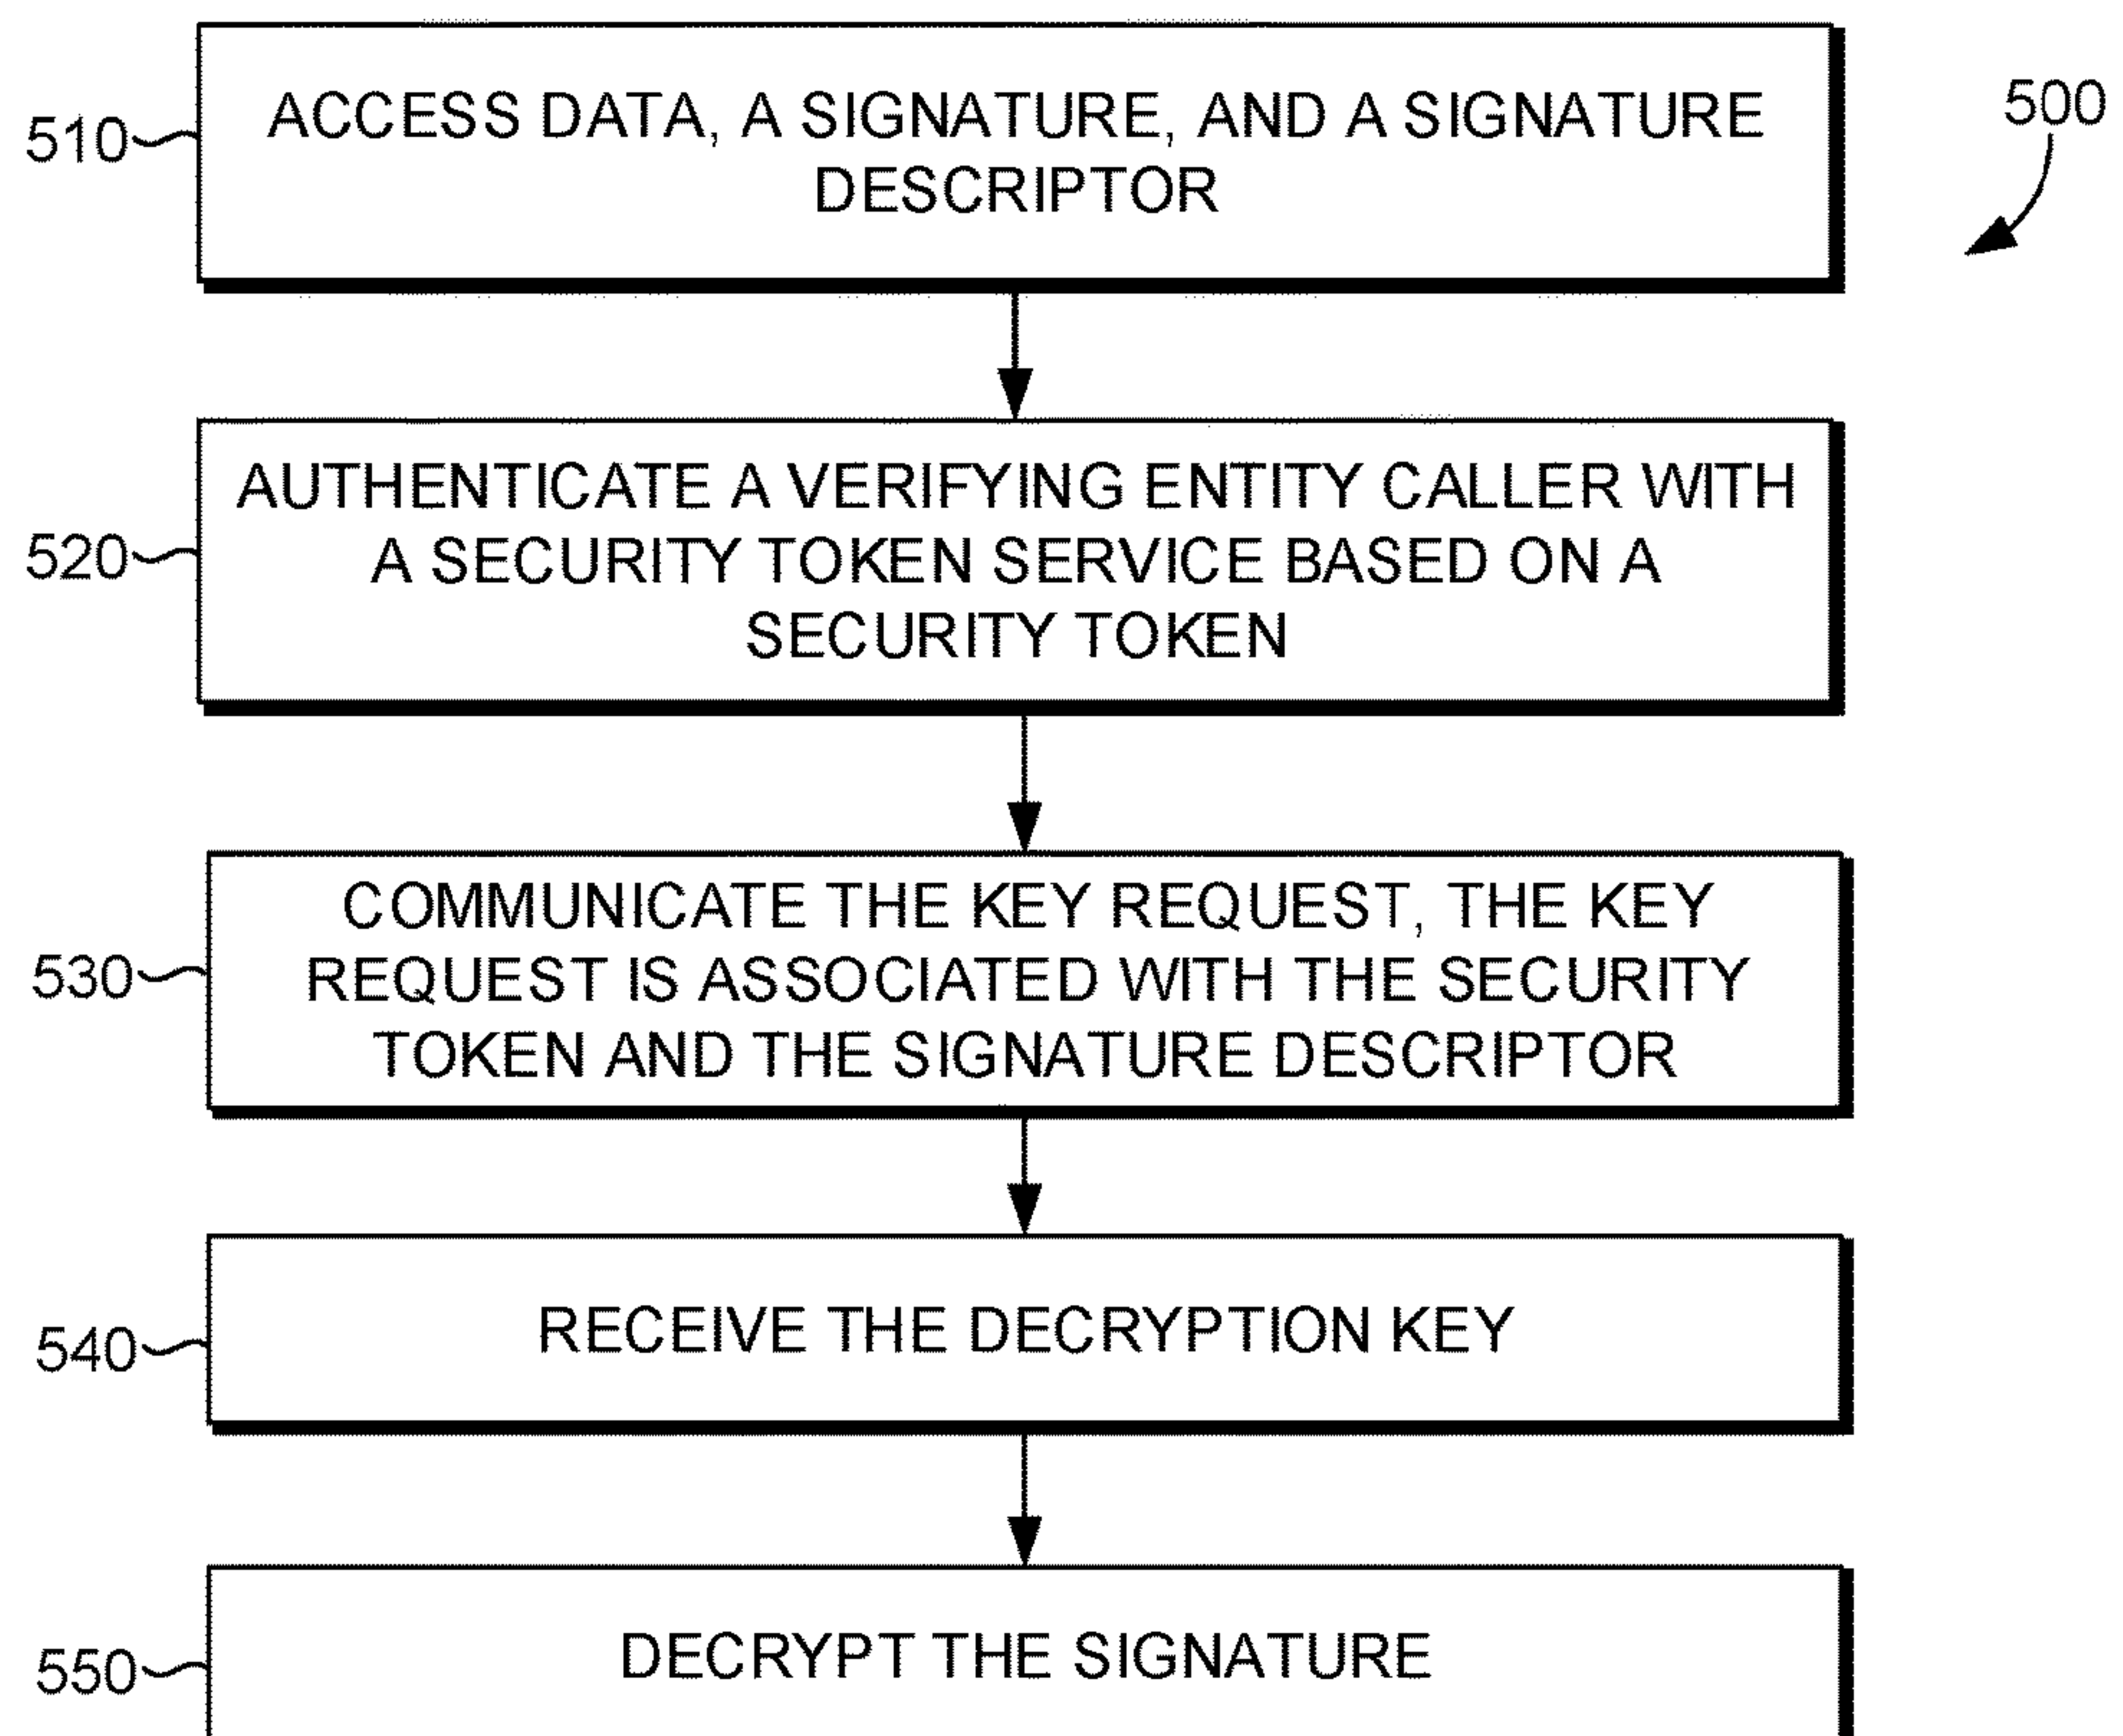 500
510
ACCESS DATA, A SIGNATURE, AND A SIGNATURE
DESCRIPTOR
520
AUTHENTICATE A VERIFYING ENTITY CALLER WITH
A SECURITY TOKEN SERVICE BASED ON A
SECURITY TOKEN
530
COMMUNICATE THE KEY REQUEST, THE KEY
REQUEST IS ASSOCIATED WITH THE SECURITY
TOKEN AND THE SIGNATURE DESCRIPTOR
540
RECEIVE THE DECRYPTION KEY
550
DECRYPT THE SIGNATURE